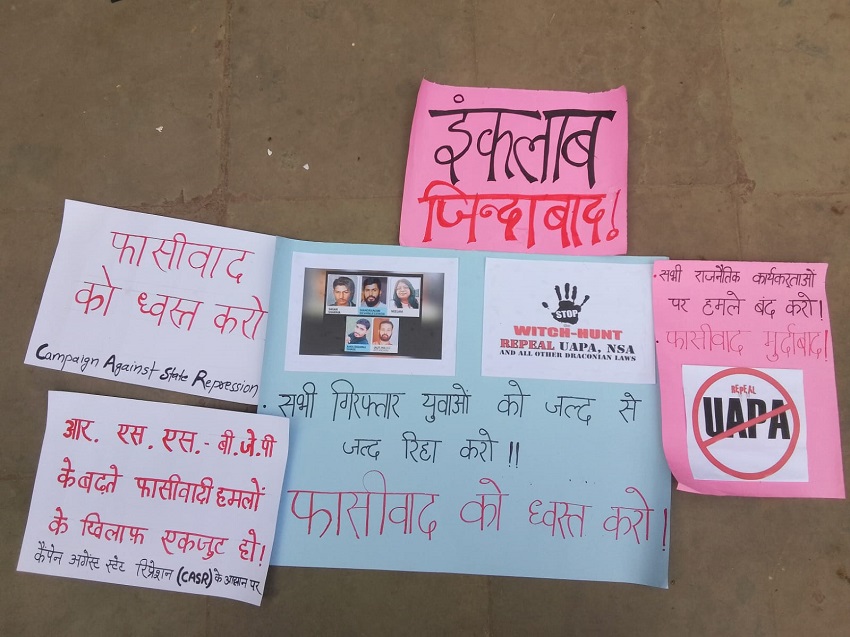 इंकलाब
जिन्दाबाद!
फासीवाद
को ध्वस्त करो
Campaign Against State Repression
आर. एस. एस.- बी.जे.पी
के बढ़ते फासीवादी हमलों
के खिलाफ़ एकजुट हो!
कैंपेन अगेंस्ट स्टेट रिप्रेशन (CASR) के आह्वान पर
STOP
WITCH-HUNT
REPEAL UAPA, NSA
AND ALL OTHER DRACONIAN LAWS
. सभी गिरफ्तार युवाओं को जल्द से
जल्द रिहा करो !!
फासीवाद को ध्वस्त करो !
. सभी राजनैतिक कार्यकरताओं
पर हमले बंद करो!
. फासीवाद मुर्दाबाद!
REPEAL
UAPA